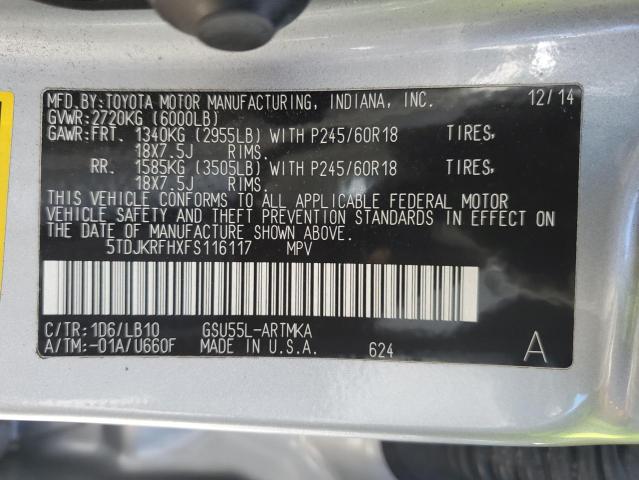 MFD.BY:TOYOTA MOTOR MANUFACTURING, INDIANA, INC. 12/14
GVWR:2720KG (6000LB)
GAWR:FRT. 1340KG (2955LB) WITH P245/60R18 TIRES,
18X7.5J RIMS.
RR. 1585KG (3505LB) WITH P245/60R18 TIRES,
18X7.5J RIMS.
THIS VEHICLE CONFORMS TO ALL APPLICABLE FEDERAL MOTOR
VEHICLE SAFETY AND THEFT PREVENTION STANDARDS IN EFFECT ON
THE DATE OF MANUFACTURE SHOWN ABOVE.
5TDJKRFHXFS116117 MPV
C/TR:1D6/LB10 GSU55L-ARTMKA
A/TM:-01A/U660F MADE IN U.S.A. 624 A